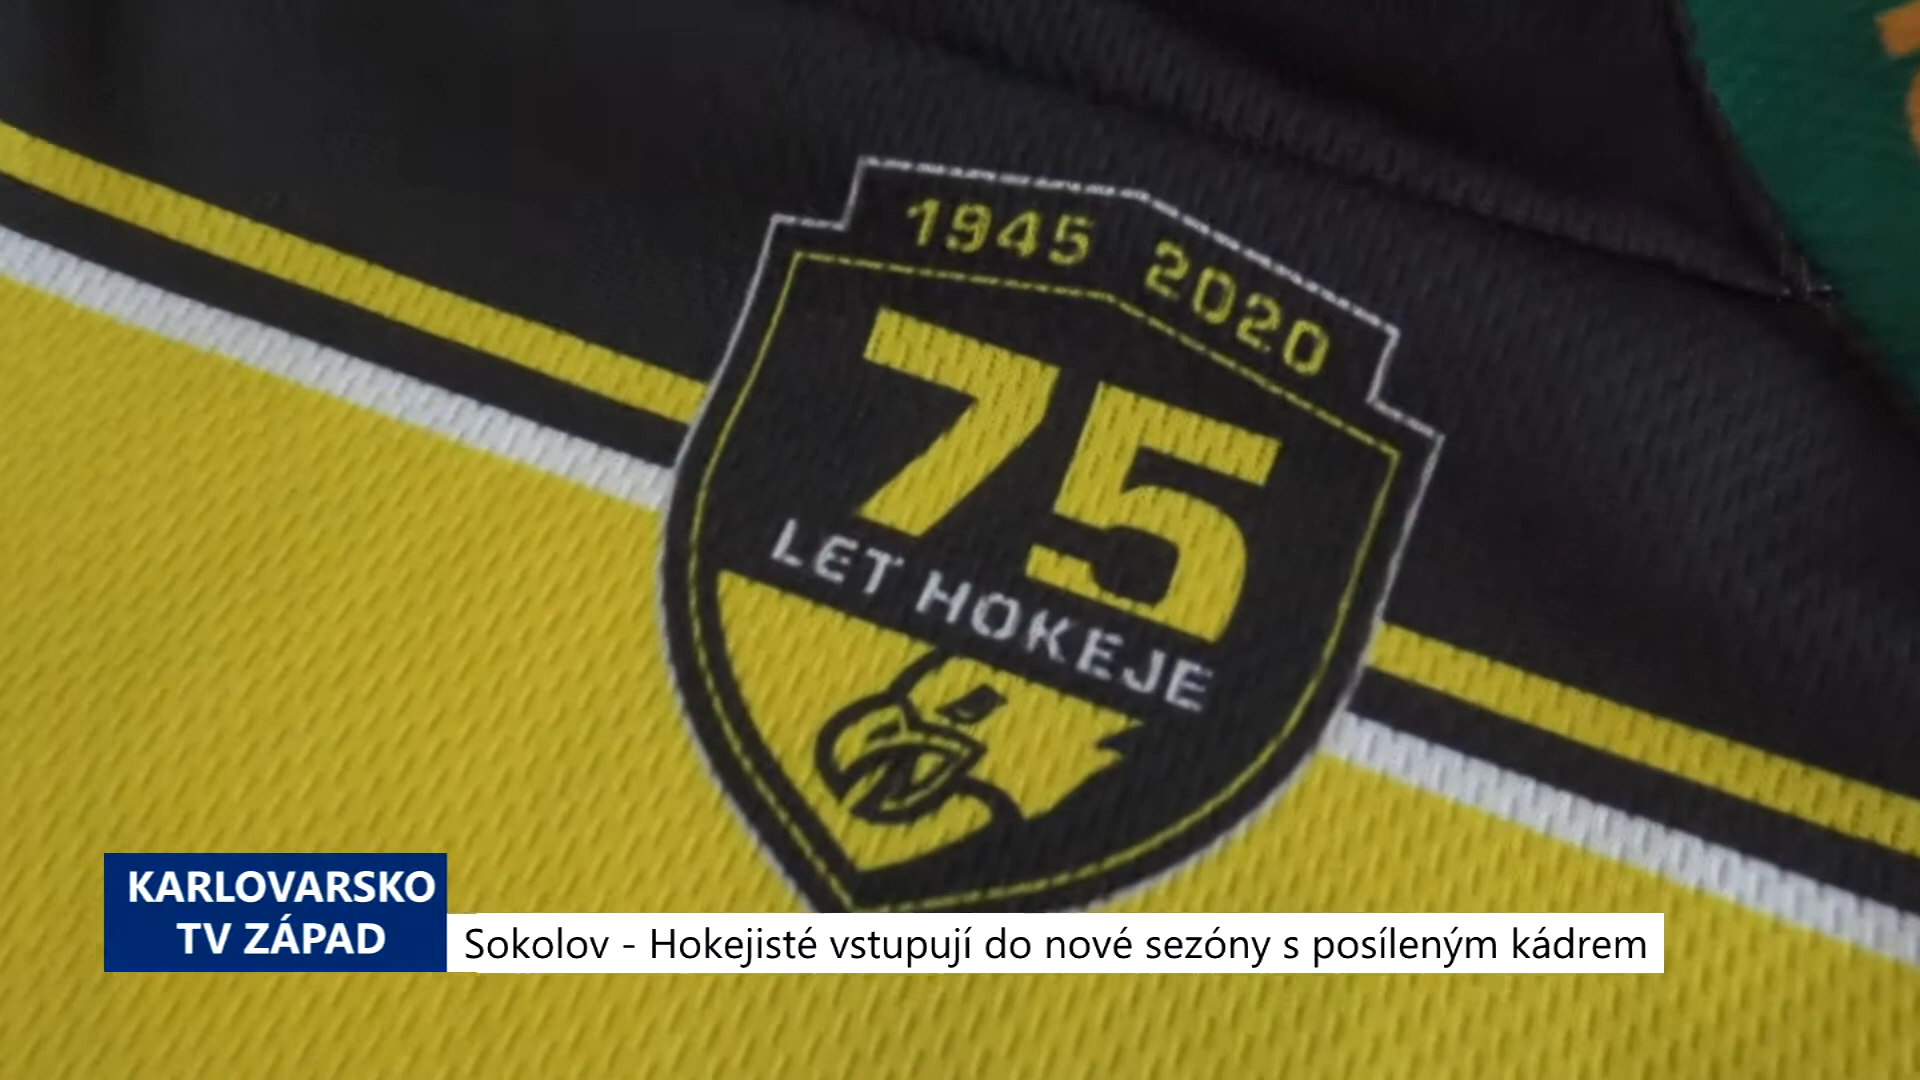 1945 2020
75
LET HOKEJE
KARLOVARSKO
TV ZÁPAD
Sokolov - Hokejisté vstupují do nové sezóny s posíleným kádrem